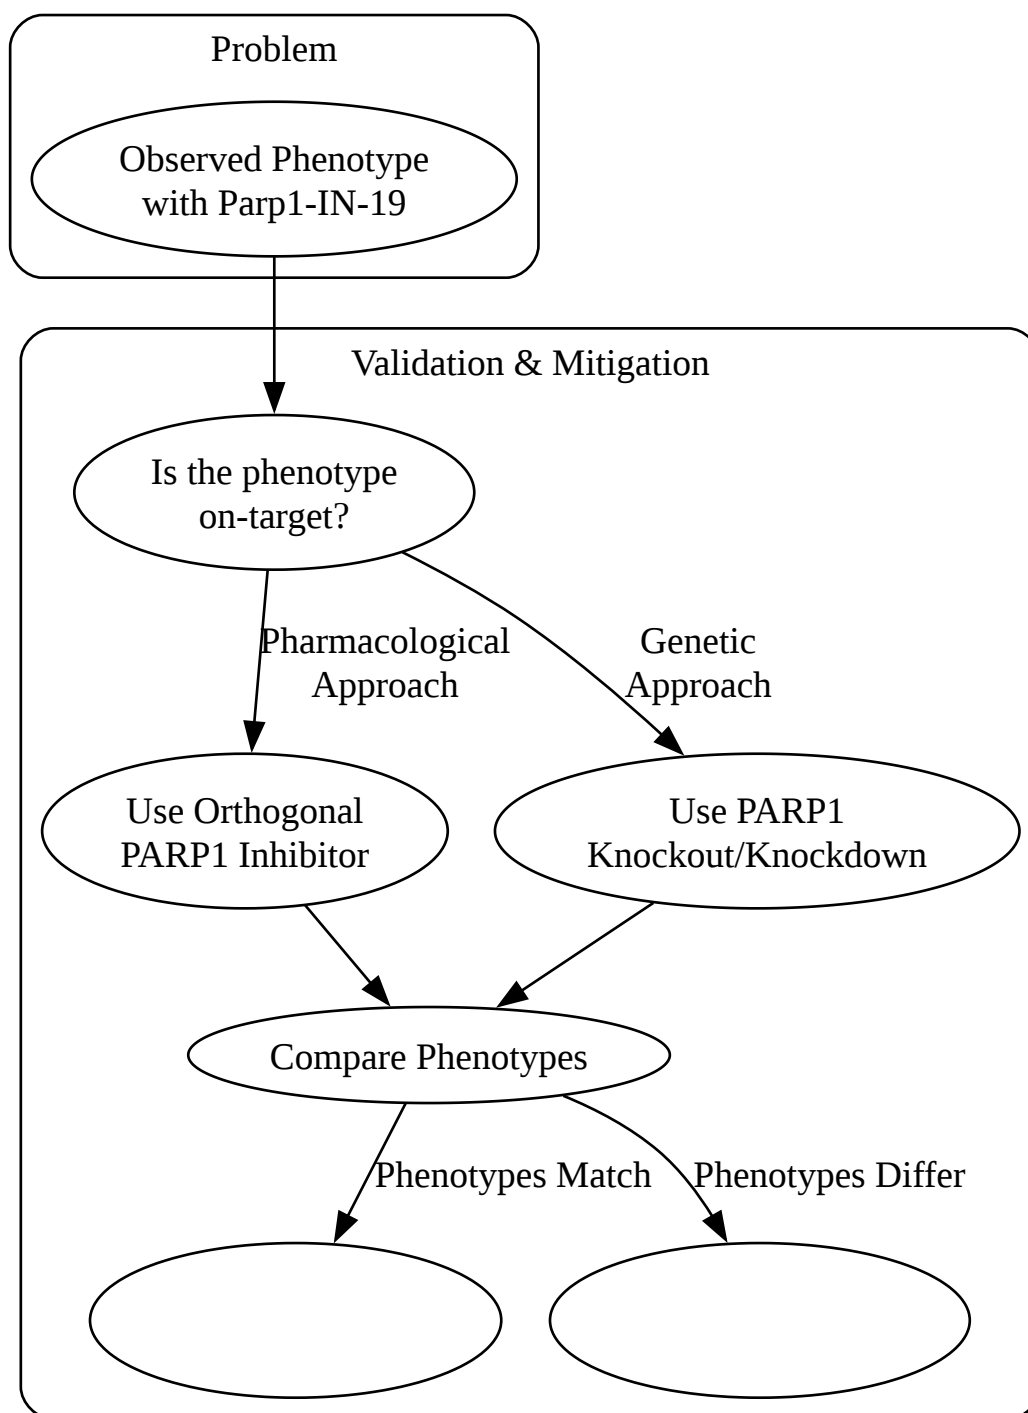 Problem
Observed Phenotype
with Parp1-IN-19
Validation & Mitigation
Is the phenotype
on-target?
Pharmacological
Approach
Genetic
Approach
Use Orthogonal
PARP1 Inhibitor
Use PARP1
Knockout/Knockdown
Compare Phenotypes
Phenotypes Match
Phenotypes Differ